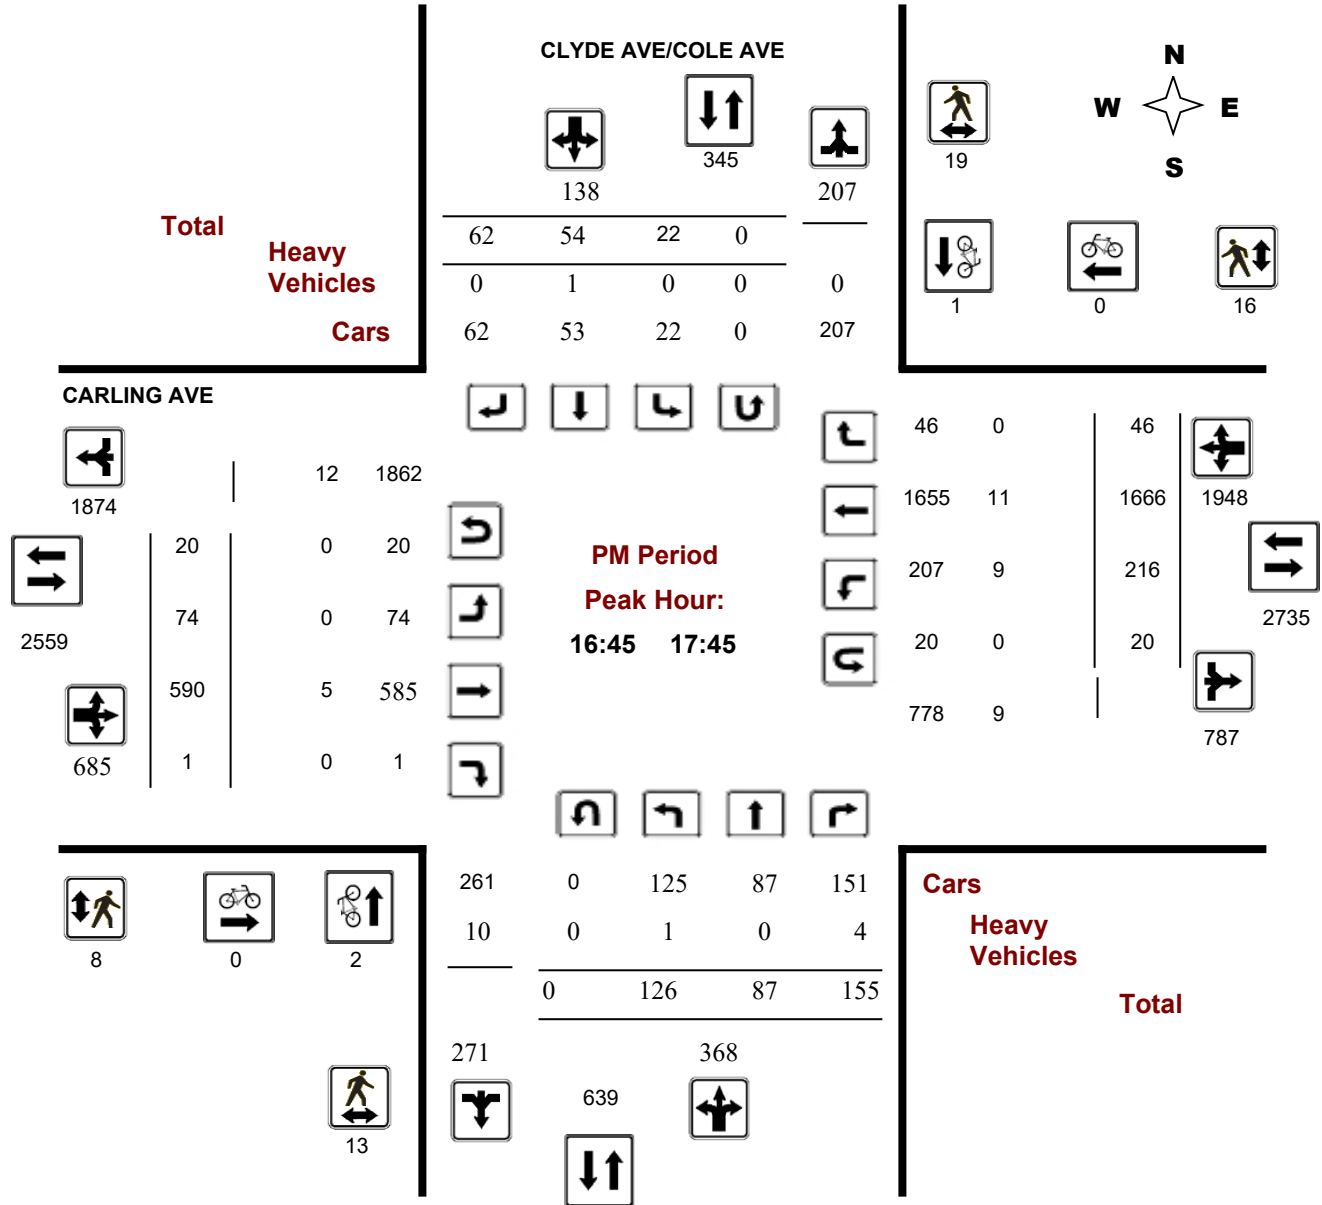 CLYDE AVE/COLE AVE
N
W E
S
345
19
138 207
Total
62 54 22 0
Heavy
Vehicles
0 1 0 0 0
1 0 16
Cars
62 53 22 0 207
CARLING AVE
46 0 46
12 1862
1874
1655 11 1666 1948
20 0 20
PM Period
207 9 216
Peak Hour:
74 0 74
2735
2559
16:45 17:45
20 0 20
590 5 585
778 9
787
685 1 0 1
261 0 125 87 151
Cars
10 0 1 0 4
Heavy
Vehicles
8 0 2
0 126 87 155
Total
271 368
639
13